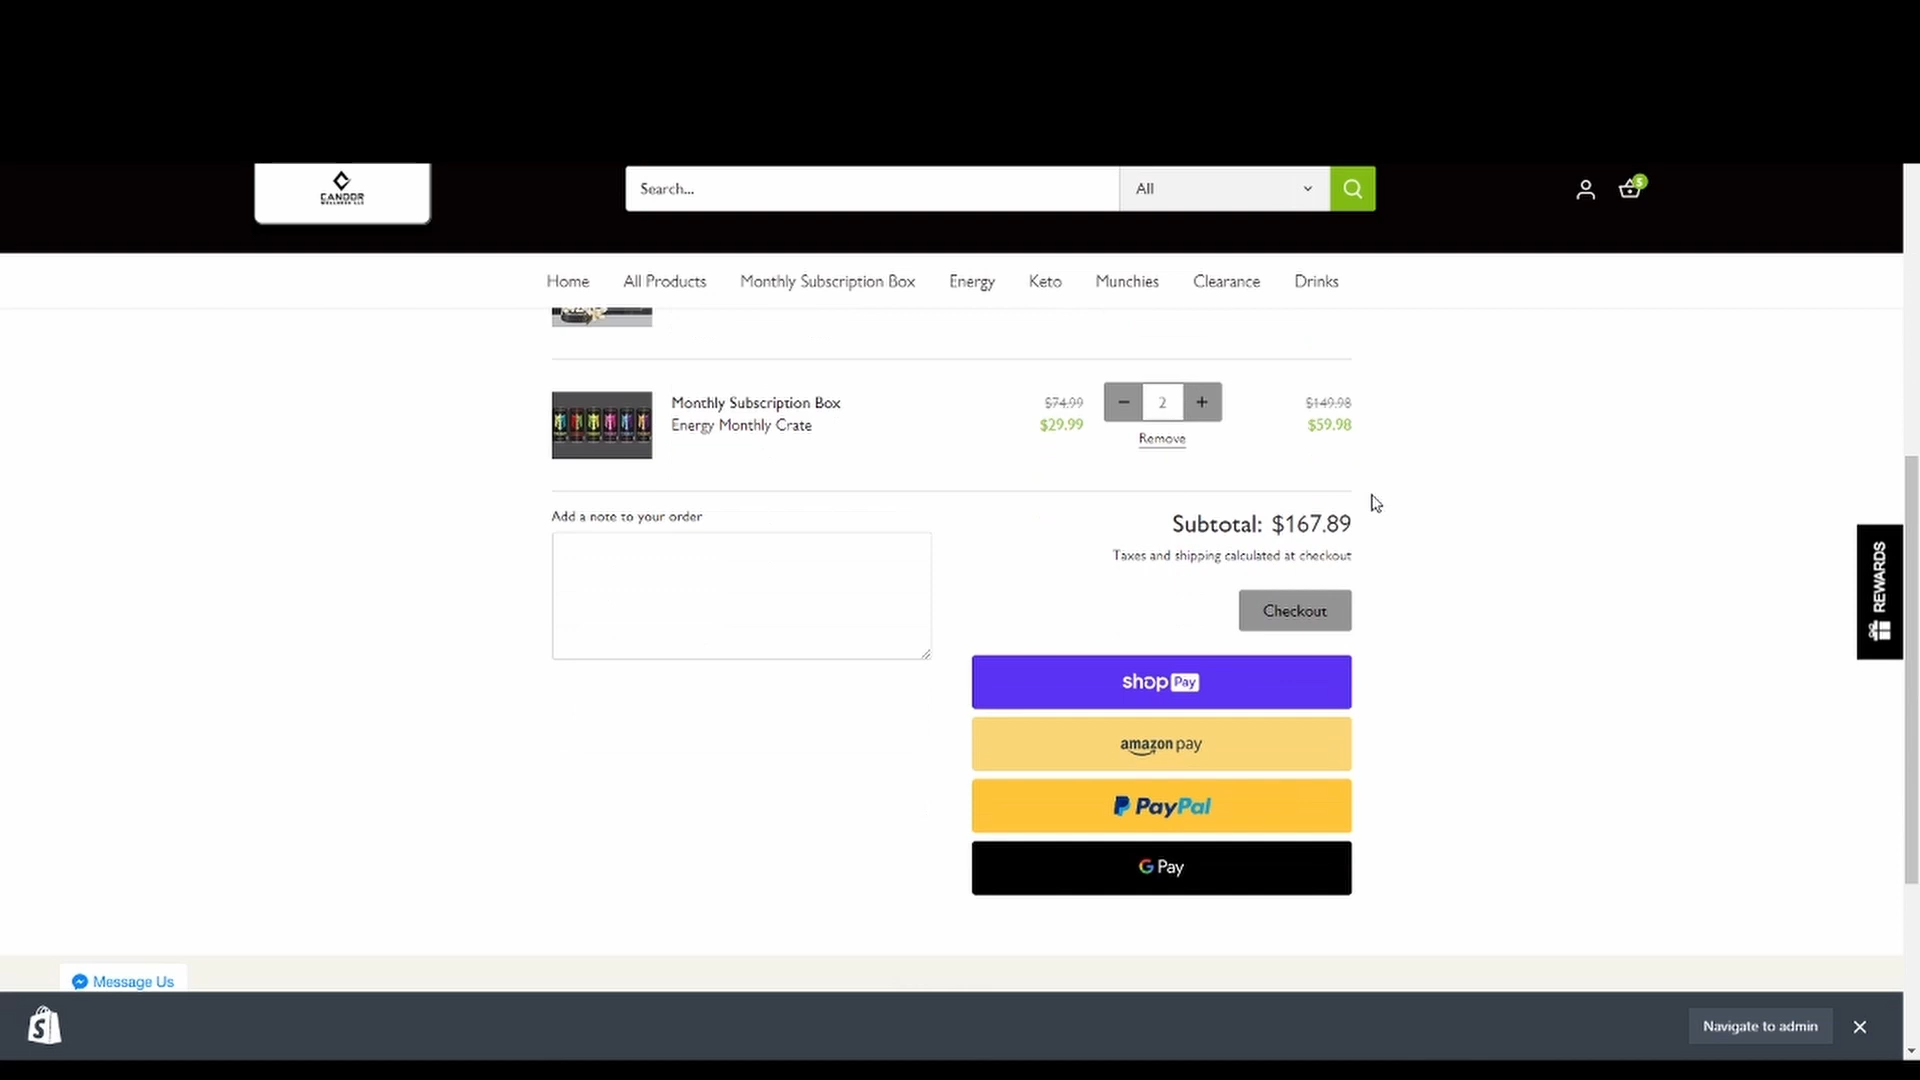 CANDOR
WELLNESS LLC
Search...
All
5
Home
All Products
Monthly Subscription Box
Energy
Keto
Munchies
Clearance
Drinks
Monthly Subscription Box
Energy Monthly Crate
$74.99
$29.99
− 2 +
Remove
$149.98
$59.98
Add a note to your order
Subtotal: $167.89
Taxes and shipping calculated at checkout
Checkout
shop Pay
amazon pay
PayPal
G Pay
REWARDS
Message Us
Navigate to admin